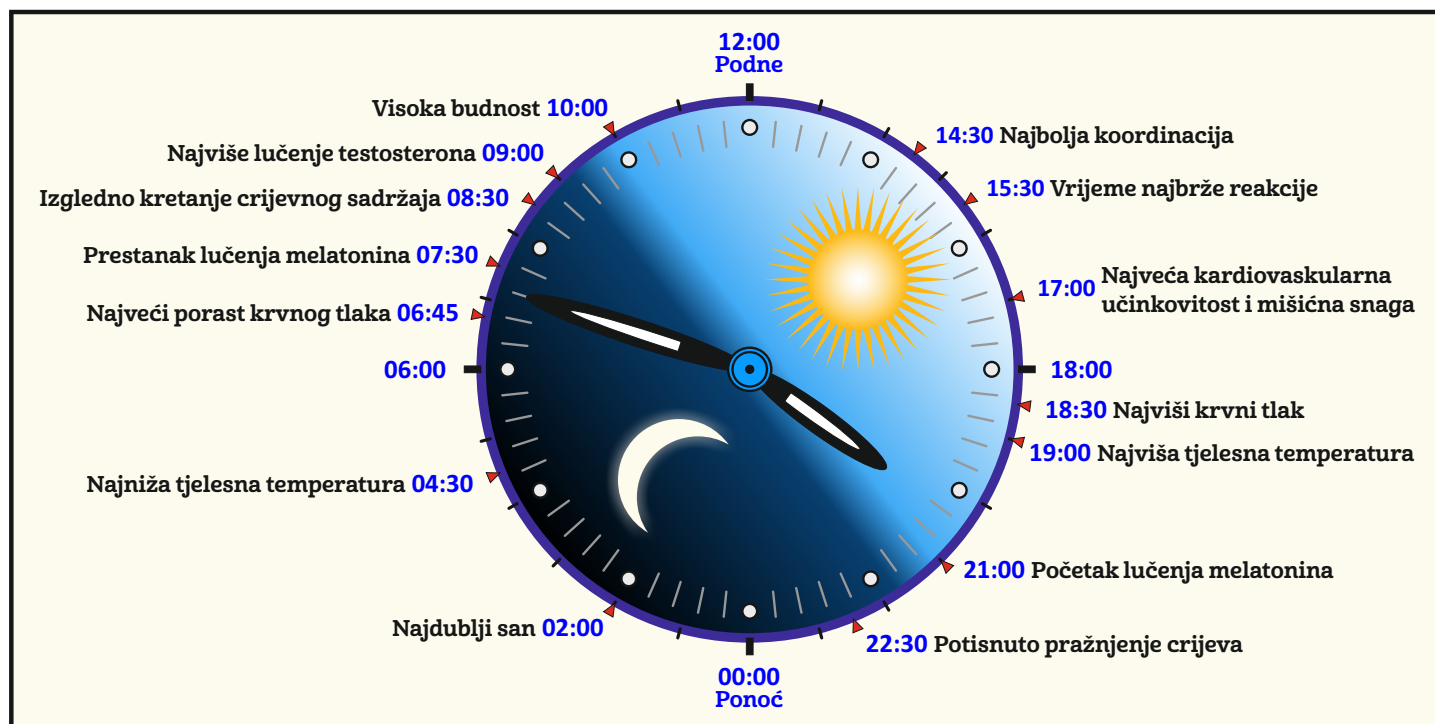 12:00
Podne
Visoka budnost 10:00
Najviše lučenje testosterona 09:00
Izgledno kretanje crijevnog sadržaja 08:30
Prestanak lučenja melatonina 07:30
Najveći porast krvnog tlaka 06:45
06:00
Najniža tjelesna temperatura 04:30
Najdublji san 02:00
14:30 Najbolja koordinacija
15:30 Vrijeme najbrže reakcije
17:00 Najveća kardiovaskularna
učinkovitost i mišićna snaga
18:00
18:30 Najviši krvni tlak
19:00 Najviša tjelesna temperatura
21:00 Početak lučenja melatonina
22:30 Potisnuto pražnjenje crijeva
00:00
Ponoć